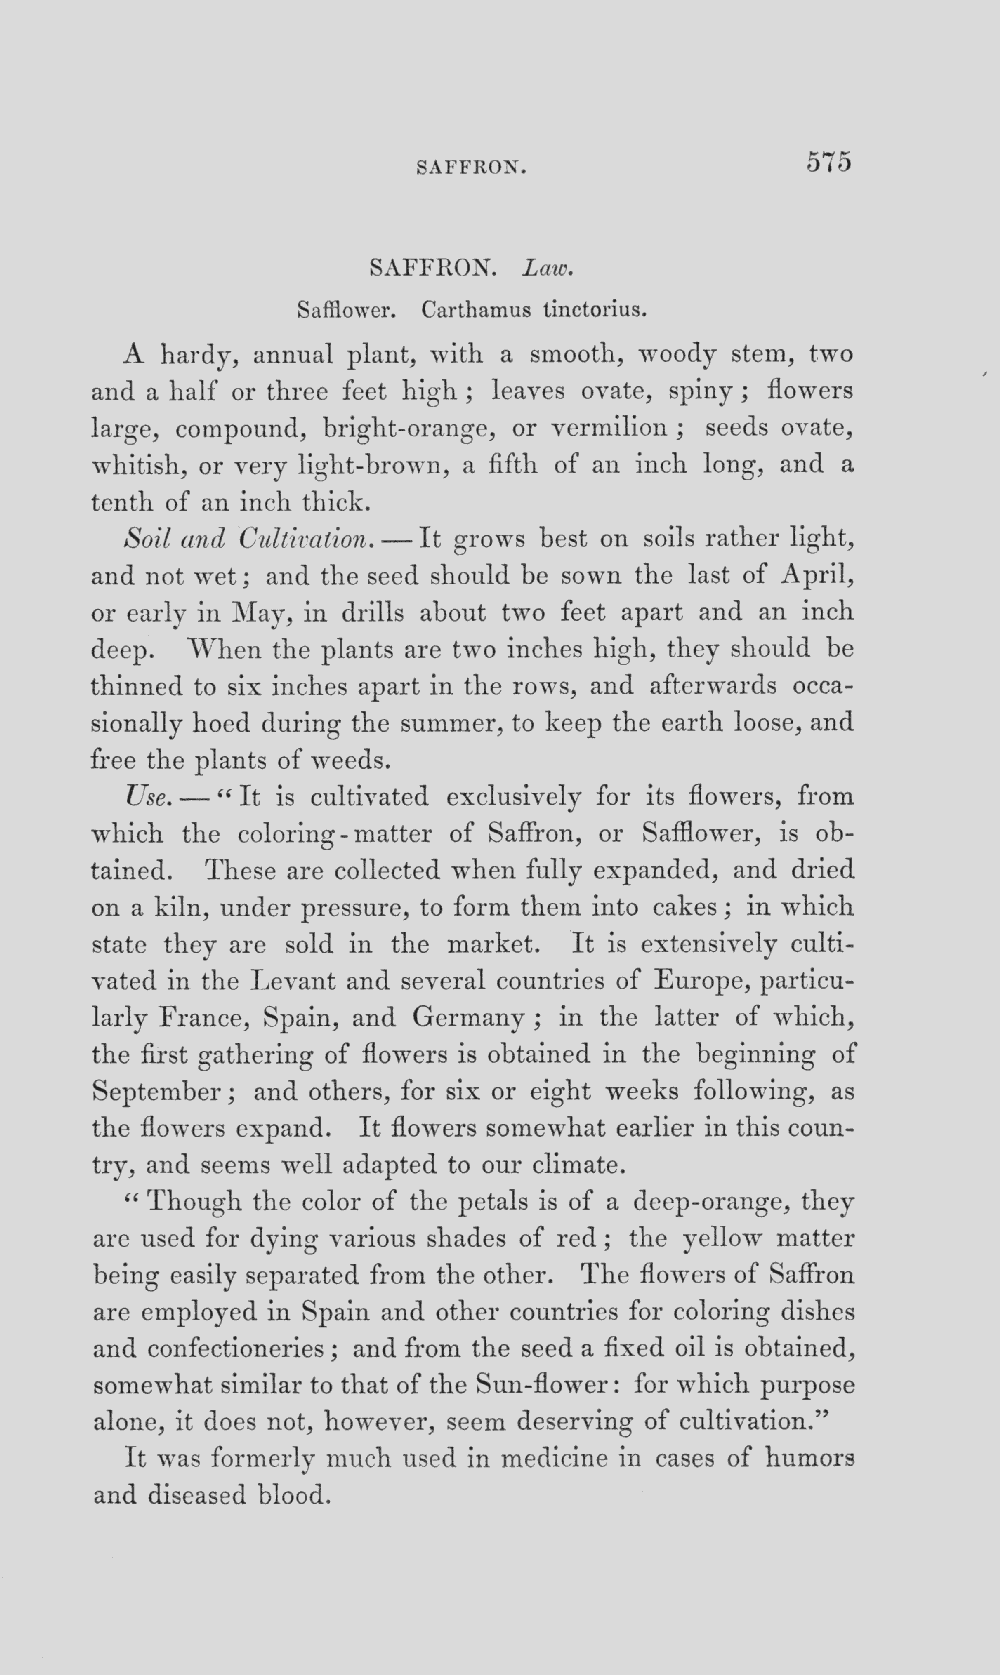 SAFFRON. 575
SAFFRON. Law.
Safflower. Carthamus tinctorius.
A hardy, annual plant, with a smooth, woody stem, two
and a half or three feet high; leaves ovate, spiny; flowers
large, compound, bright-orange, or vermilion; seeds ovate,
whitish, or very light-brown, a fifth of an inch long, and a
tenth of an inch thick.
Soil and Cultivation. — It grows best on soils rather light,
and not wet; and the seed should be sown the last of April,
or early in May, in drills about two feet apart and an inch
deep. When the plants are two inches high, they should be
thinned to six inches apart in the rows, and afterwards occa-
sionally hoed during the summer, to keep the earth loose, and
free the plants of weeds.
Use. — “It is cultivated exclusively for its flowers, from
which the coloring-matter of Saffron, or Safflower, is ob-
tained. These are collected when fully expanded, and dried
on a kiln, under pressure, to form them into cakes; in which
state they are sold in the market. It is extensively culti-
vated in the Levant and several countries of Europe, particu-
larly France, Spain, and Germany; in the latter of which,
the first gathering of flowers is obtained in the beginning of
September; and others, for six or eight weeks following, as
the flowers expand. It flowers somewhat earlier in this coun-
try, and seems well adapted to our climate.
“Though the color of the petals is of a deep-orange, they
are used for dying various shades of red; the yellow matter
being easily separated from the other. The flowers of Saffron
are employed in Spain and other countries for coloring dishes
and confectioneries; and from the seed a fixed oil is obtained,
somewhat similar to that of the Sun-flower: for which purpose
alone, it does not, however, seem deserving of cultivation.”
It was formerly much used in medicine in cases of humors
and diseased blood.